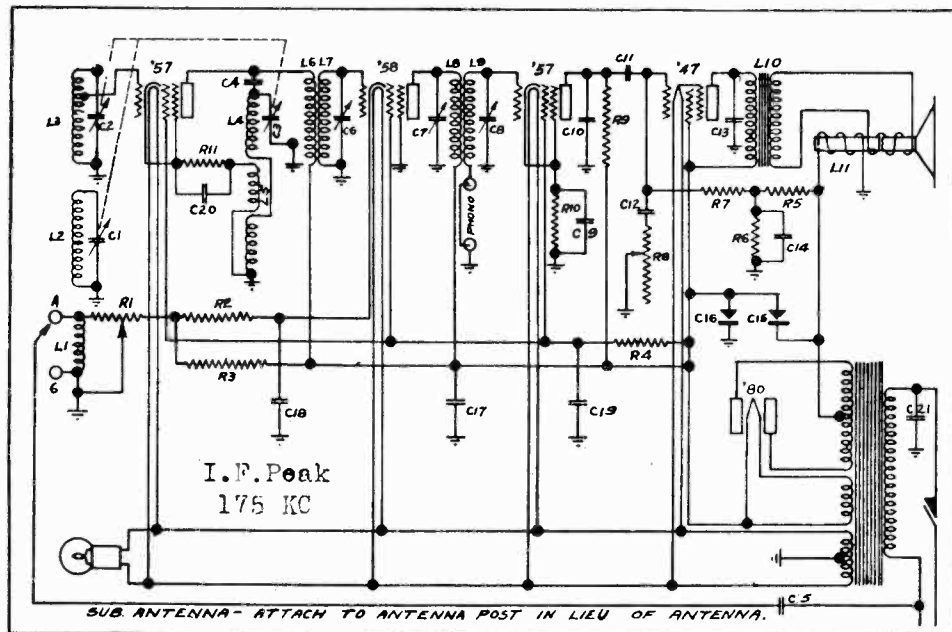 '57
L6 L7
'58
L8 L9
'57
C11
'47
L10
C4
L3
C2
L4
C3
C6
C7
C8
C10
R9
C13
R11
L11
C20
PHONO
R7
R5
L2
C1
R10
C9
C12
R8
R6
C14
A
R1
R2
C16
C15
L1
R4
G
R3
C18
C17
C19
'80
C21
I.F.Peak
175 KC
C'5
SUB. ANTENNA - ATTACH TO ANTENNA POST IN LIEU OF ANTENNA.